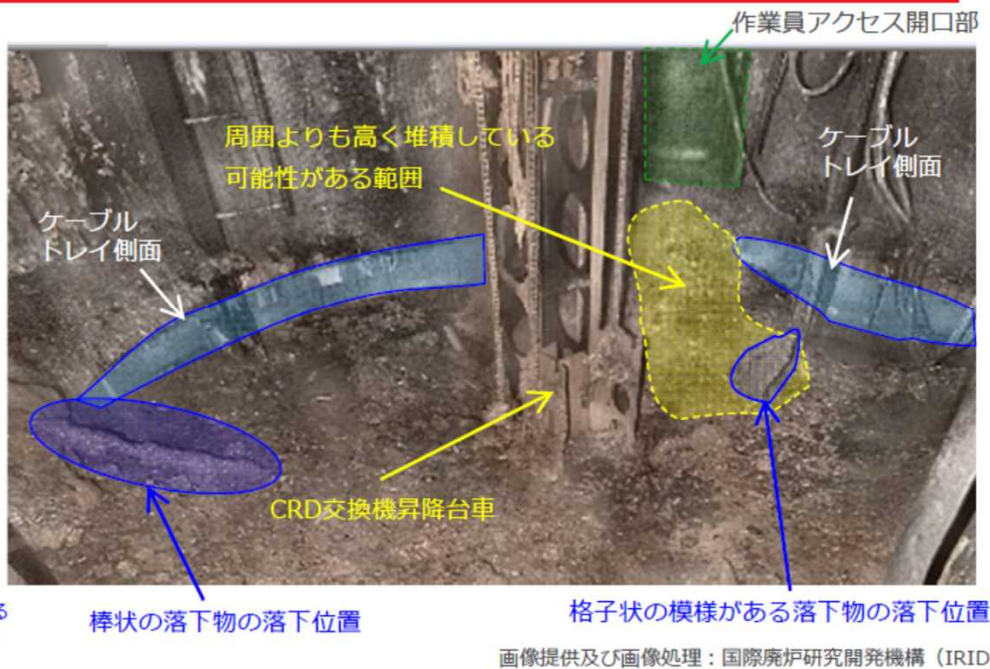 作業員アクセス開口部
周囲よりも高く堆積している
可能性がある範囲
ケーブル
トレイ側面
ケーブル
トレイ側面
CRD交換機昇降台車
る
棒状の落下物の落下位置
格子状の模様がある落下物の落下位置
画像提供及び画像処理:国際廃炉研究開発機構(IRID